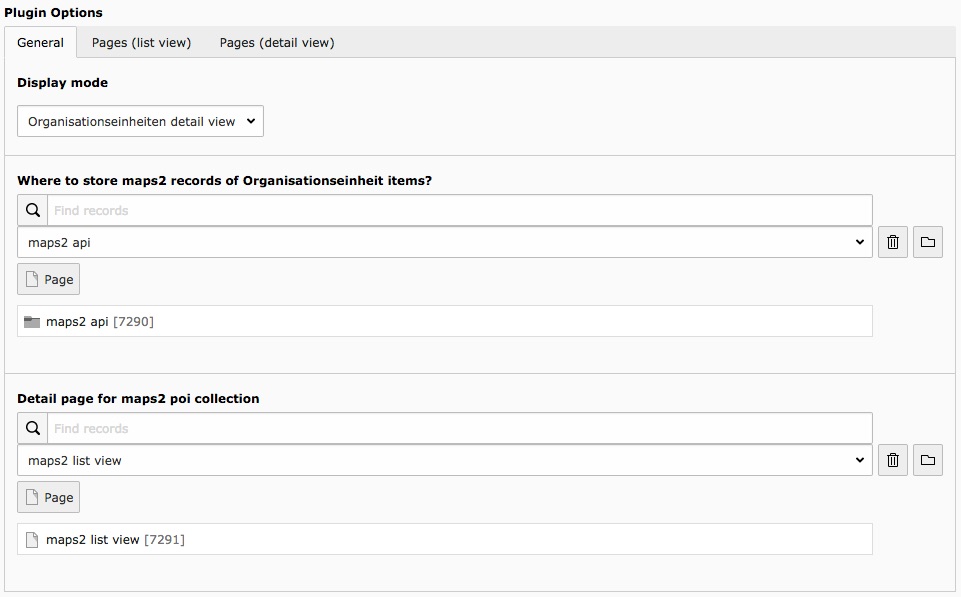 Plugin Options
General Pages (list view) Pages (detail view)
Display mode
Organisationseinheiten detail view
Where to store maps2 records of Organisationseinheit items?
Find records
maps2 api
Page
maps2 api [7290]
Detail page for maps2 poi collection
Find records
maps2 list view
Page
maps2 list view [7291]